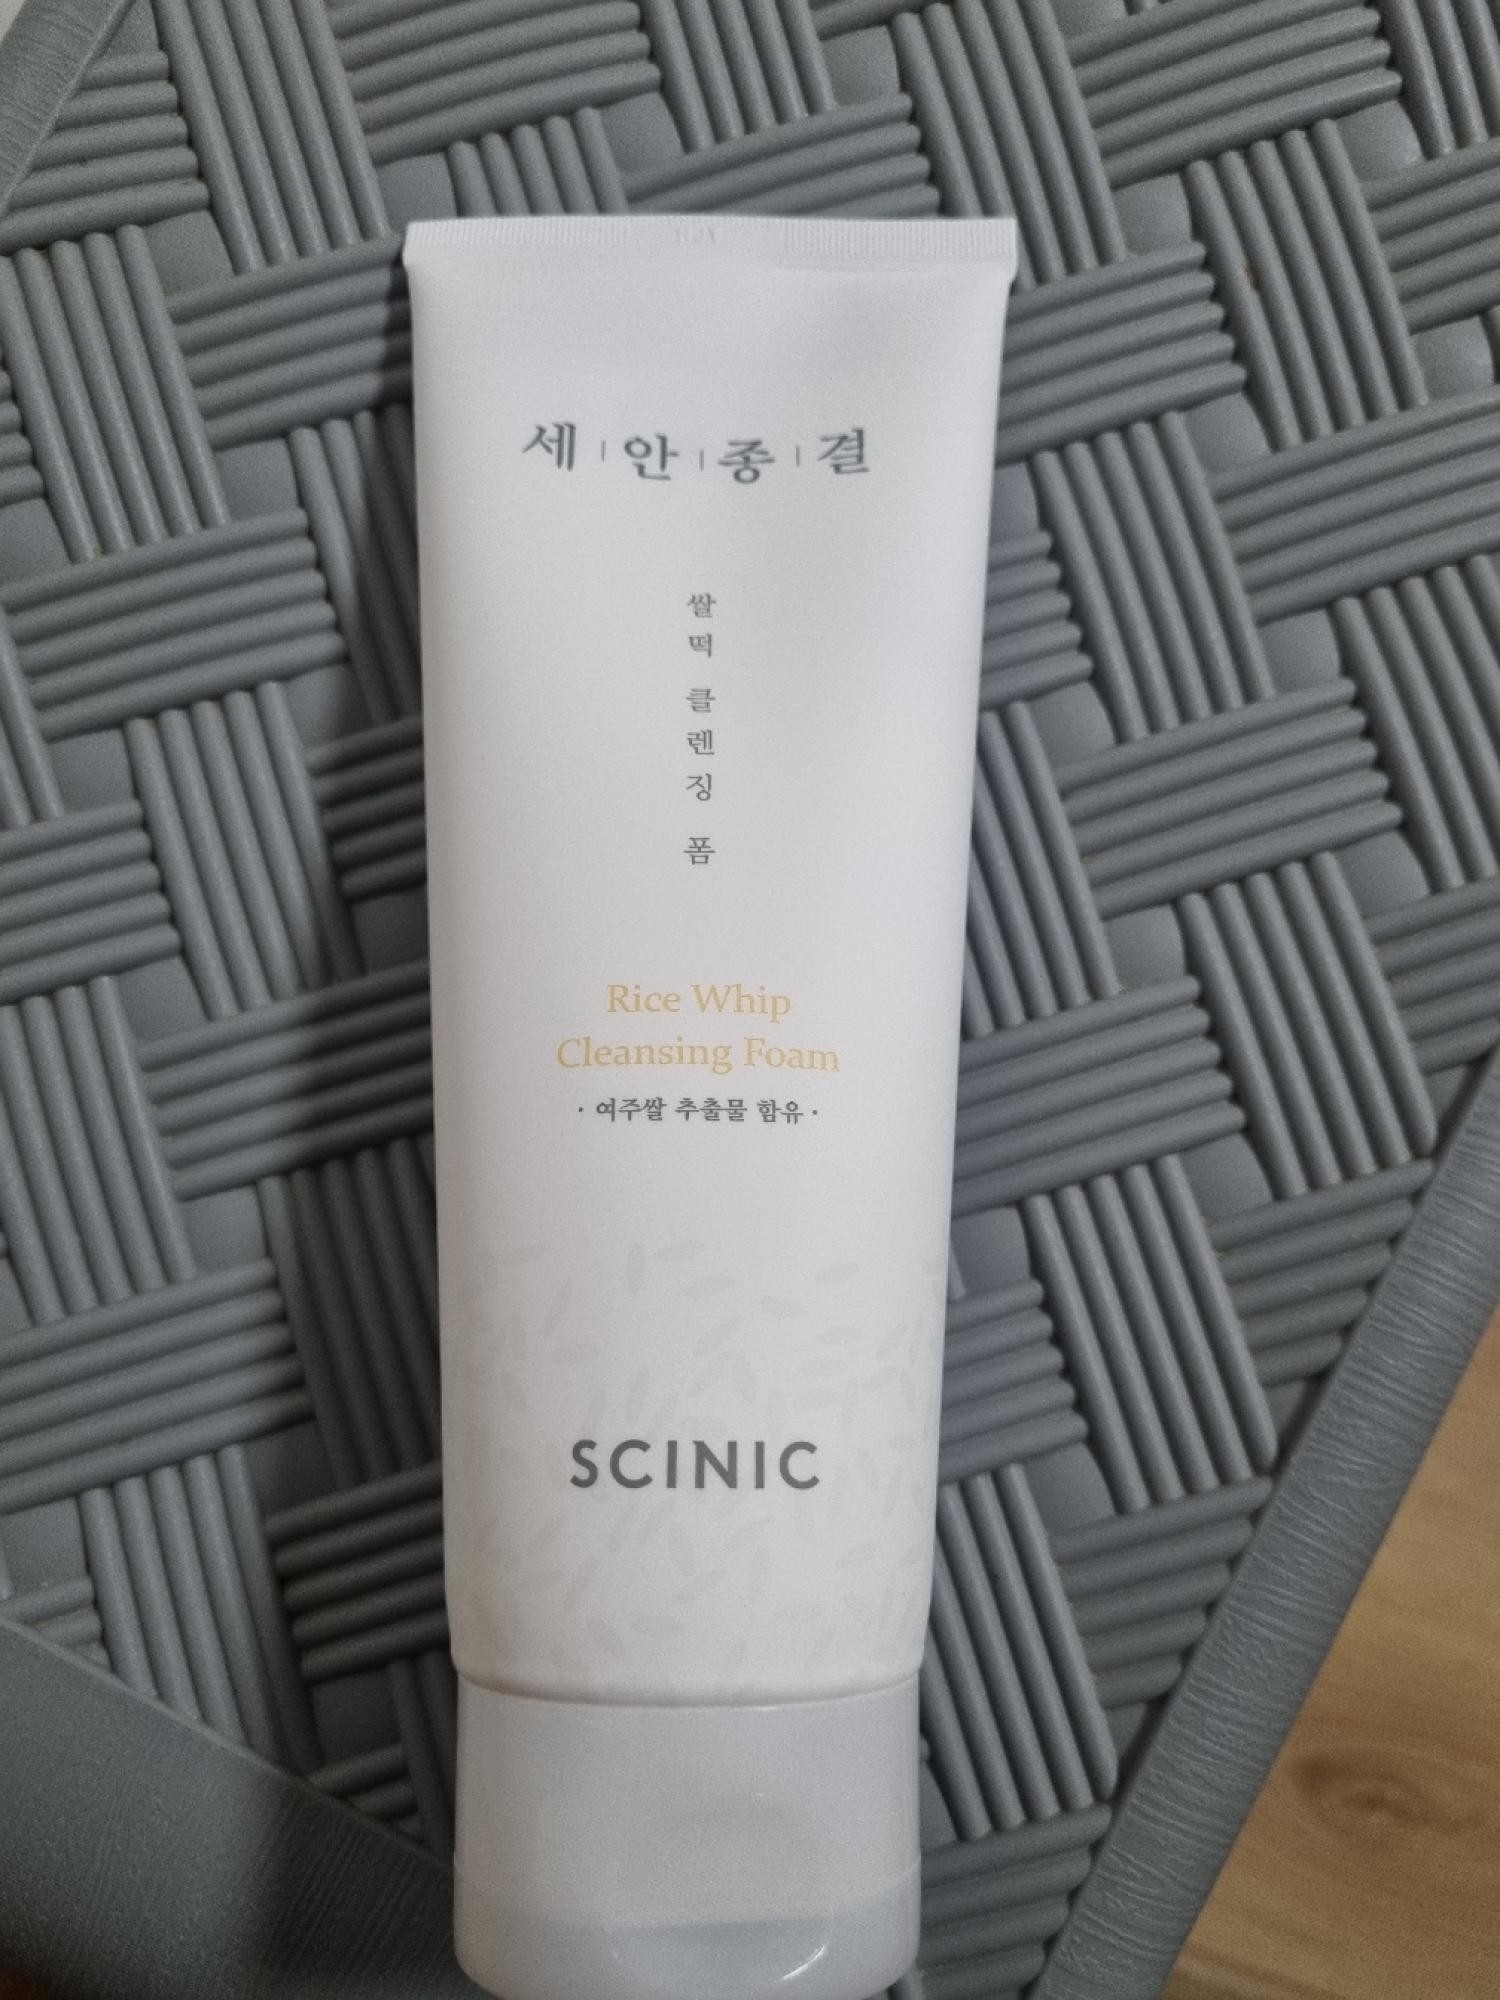 세 안 종 결
쌀떡 클렌징 폼
Rice Whip
Cleansing Foam
· 여주쌀 추출물 함유 ·
SCINIC